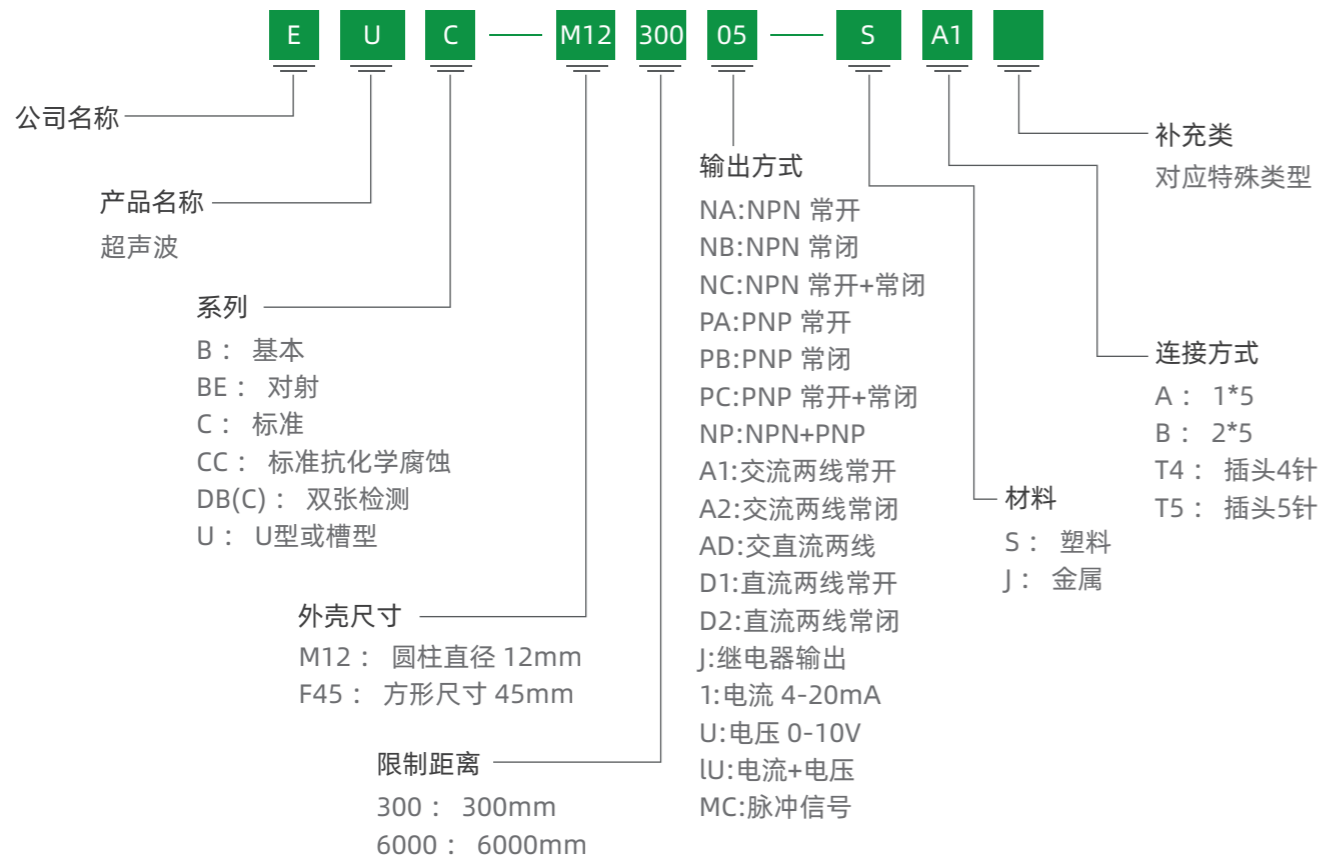 E U C — M12 300 05 — S A1
公司名称
产品名称
超声波
系列
B： 基本
BE： 对射
C： 标准
CC： 标准抗化学腐蚀
DB(C)： 双张检测
U： U型或槽型
外壳尺寸
M12： 圆柱直径 12mm
F45： 方形尺寸 45mm
限制距离
300： 300mm
6000： 6000mm
输出方式
NA:NPN 常开
NB:NPN 常闭
NC:NPN 常开+常闭
PA:PNP 常开
PB:PNP 常闭
PC:PNP 常开+常闭
NP:NPN+PNP
A1:交流两线常开
A2:交流两线常闭
AD:交直流两线
D1:直流两线常开
D2:直流两线常闭
J:继电器输出
1:电流 4-20mA
U:电压 0-10V
lU:电流+电压
MC:脉冲信号
材料
S： 塑料
J： 金属
连接方式
A： 1*5
B： 2*5
T4： 插头4针
T5： 插头5针
补充类
对应特殊类型